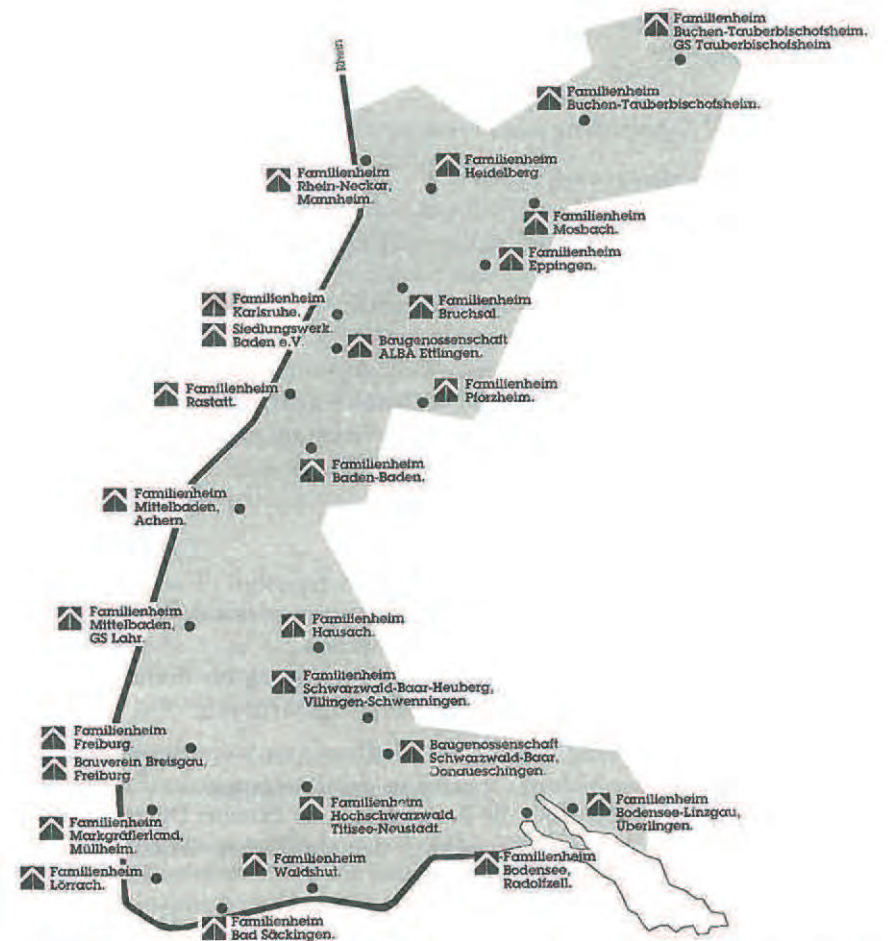 Familienheim
Buchen-Tauberbischofsheim.
GS Tauberbischofsheim
Rhein
Familienheim
Buchen-Tauberbischofsheim.
Familienheim
Rhein-Neckar,
Mannheim.
Familienheim
Heidelberg.
Familienheim
Mosbach.
Familienheim
Eppingen.
Familienheim
Karlsruhe.
Siedlungswerk
Baden e.V.
Familienheim
Bruchsal.
Baugenossenschaft
ALBA Ettlingen.
Familienheim
Rastatt.
Familienheim
Pforzheim.
Familienheim
Baden-Baden.
Familienheim
Mittelbaden,
Achern.
Familienheim
Mittelbaden,
GS Lahr.
Familienheim
Hausach.
Familienheim
Schwarzwald-Baar-Heuberg,
Villingen-Schwenningen.
Familienheim
Freiburg.
Bauverein Breisgau,
Freiburg.
Baugenossenschaft
Schwarzwald-Baar,
Donaueschingen.
Familienheim
Markgräflerland,
Müllheim.
Familienheim
Hochschwarzwald,
Titisee-Neustadt.
Familienheim
Bodensee-Linzgau,
Überlingen.
Familienheim
Lörrach.
Familienheim
Waldshut.
Familienheim
Bodensee,
Radolfzell.
Familienheim
Bad Säckingen.